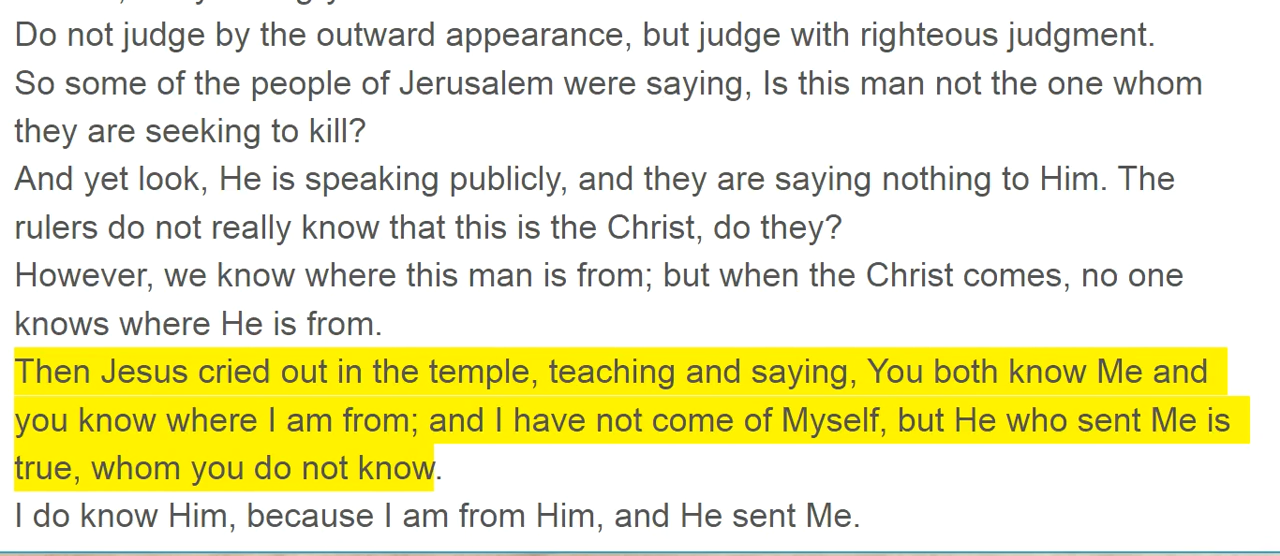 Do not judge by the outward appearance, but judge with righteous judgment.
So some of the people of Jerusalem were saying, Is this man not the one whom
they are seeking to kill?
And yet look, He is speaking publicly, and they are saying nothing to Him. The
rulers do not really know that this is the Christ, do they?
However, we know where this man is from; but when the Christ comes, no one
knows where He is from.
Then Jesus cried out in the temple, teaching and saying, You both know Me and
you know where I am from; and I have not come of Myself, but He who sent Me is
true, whom you do not know.
I do know Him, because I am from Him, and He sent Me.